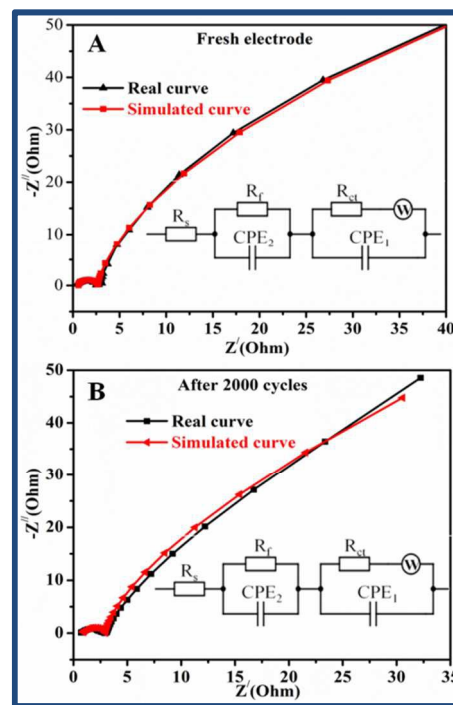 A
Fresh electrode
Real curve
Simulated curve
-Z//(Ohm)
50
40
30
20
10
0
Rs
Rf
CPE2
Rct
W
CPE1
0 5 10 15 20 25 30 35 40
Z/(Ohm)
B
After 2000 cycles
Real curve
Simulated curve
-Z//(Ohm)
50
40
30
20
10
0
Rs
Rf
CPE2
Rct
W
CPE1
0 5 10 15 20 25 30 35
Z/(Ohm)